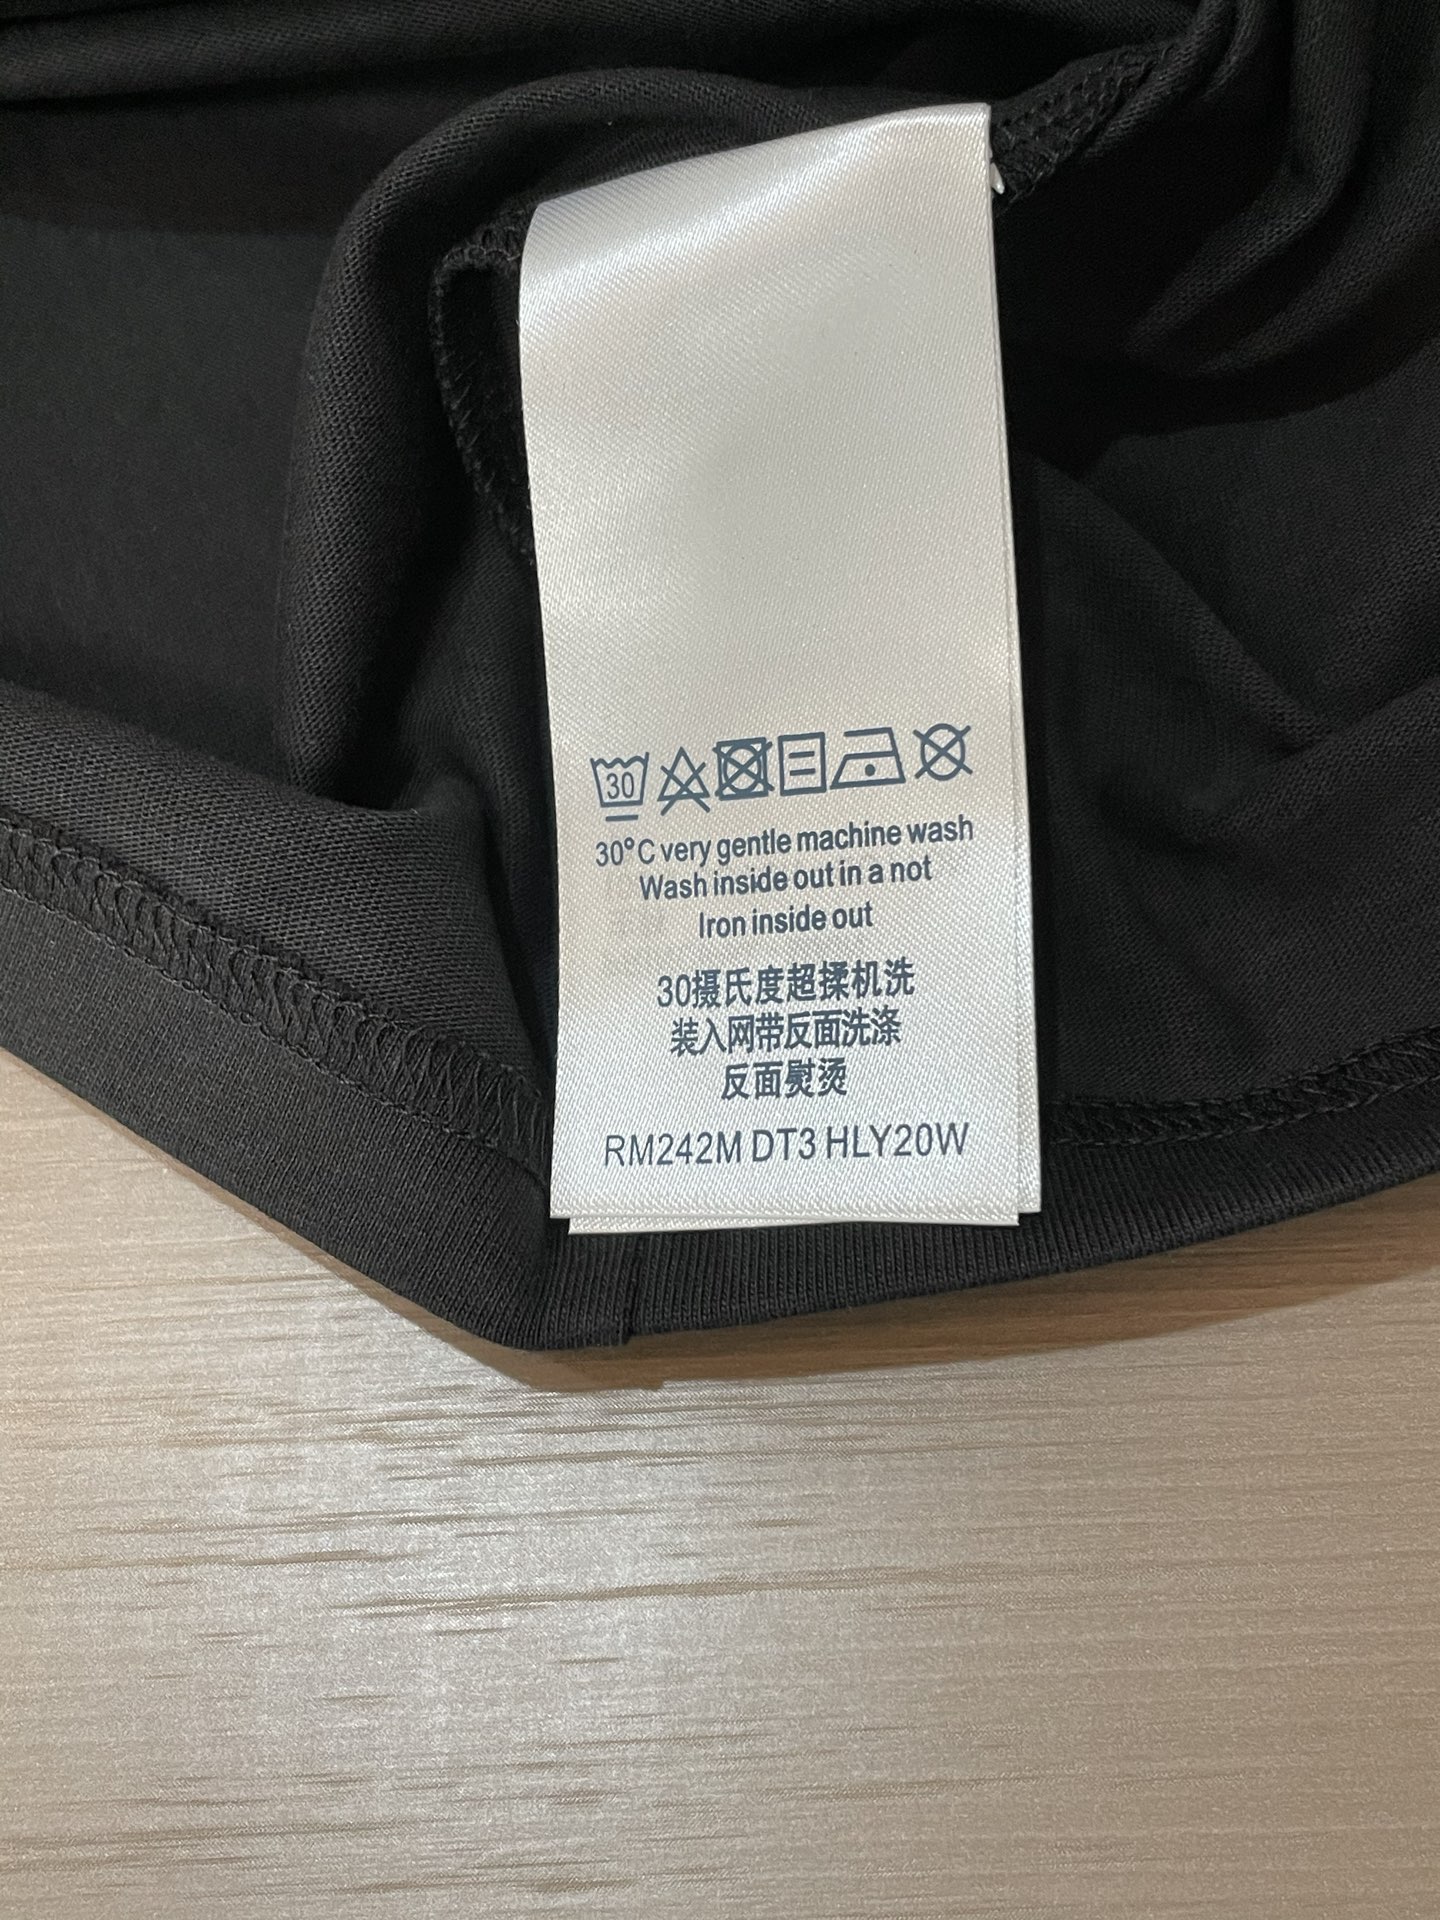 30
30°C very gentle machine wash
Wash inside out in a not
Iron inside out
30摄氏度超揉机洗
装入网带反面洗涤
反面熨烫
RM242M DT3 HLY20W